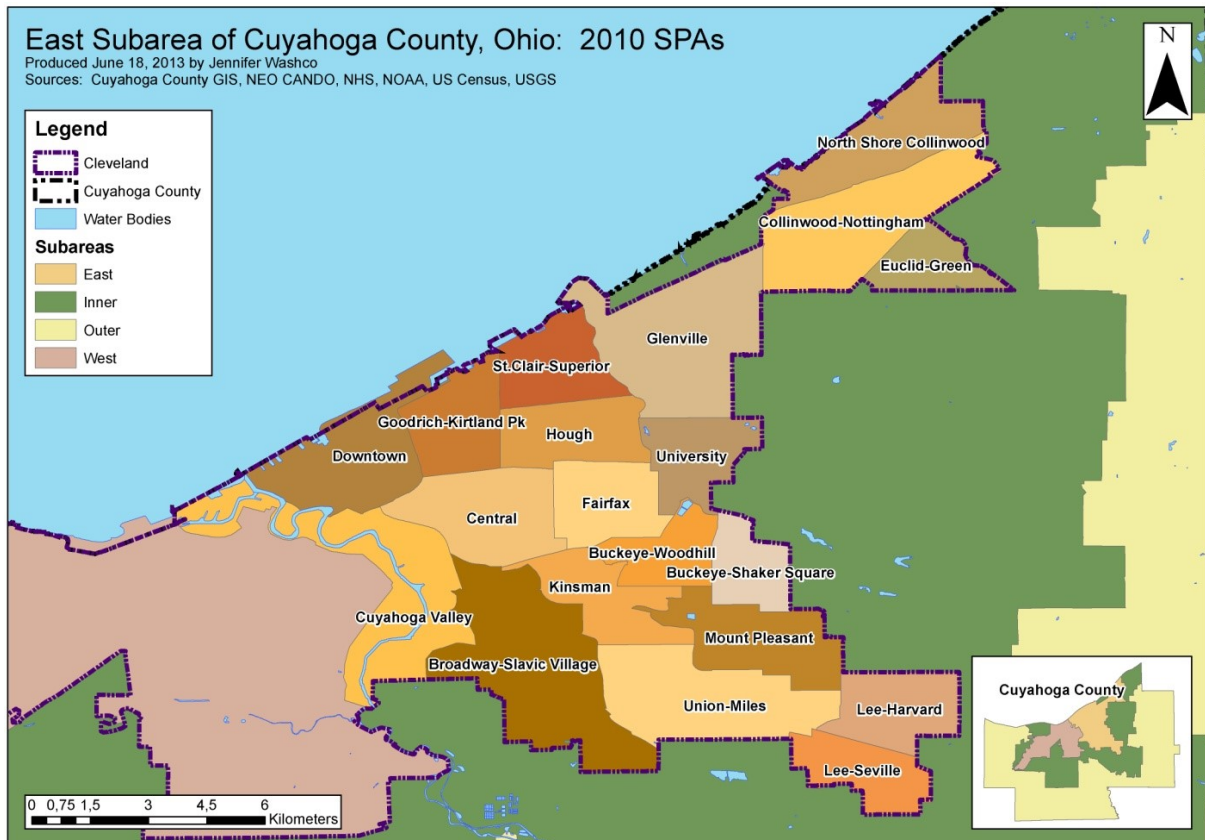 East Subarea of Cuyahoga County, Ohio:  2010 SPAs
Produced June 18, 2013 by Jennifer Washco
Sources:  Cuyahoga County GIS, NEO CANDO, NHS, NOAA, US Census, USGS
N
Legend
Cleveland
Cuyahoga County
Water Bodies
Subareas
East
Inner
Outer
West
North Shore Collinwood
Collinwood-Nottingham
Euclid-Green
Glenville
St.Clair-Superior
Goodrich-Kirtland Pk
Hough
Downtown
University
Fairfax
Central
Buckeye-Woodhill
Buckeye-Shaker Square
Kinsman
Cuyahoga Valley
Mount Pleasant
Broadway-Slavic Village
Union-Miles
Lee-Harvard
Lee-Seville
Cuyahoga County
0 0,75 1,5 3 4,5 6
Kilometers